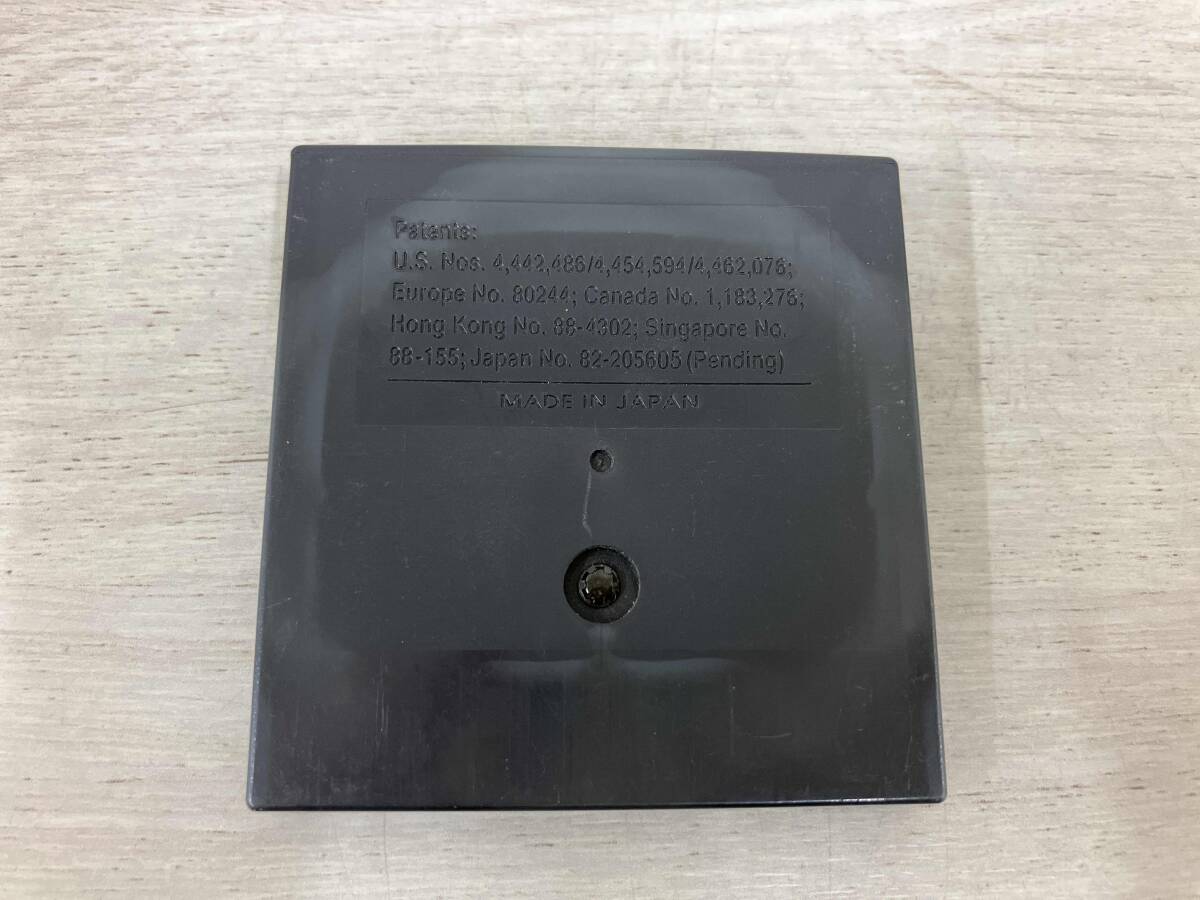 Patents:
U.S. Nos. 4,442,486/4,454,594/4,462,076;
Europe No. 80244; Canada No. 1,183,276;
Hong Kong No. 88-4302; Singapore No.
88-155; Japan No. 82-205605 (Pending)
MADE IN JAPAN